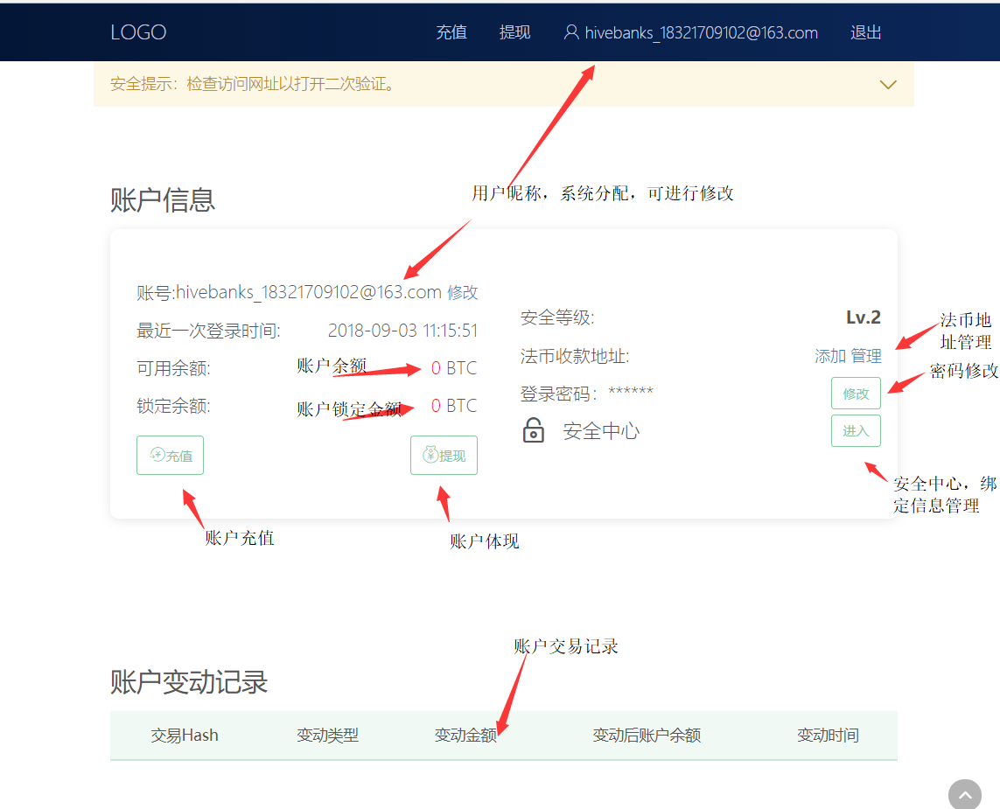 LOGO 充值 提现 hivebanks_18321709102@163.com 退出
安全提示：检查访问网址以打开二次验证。
用户昵称，系统分配，可进行修改
账户信息
账号:hivebanks_18321709102@163.com 修改
最近一次登录时间: 2018-09-03 11:15:51
可用余额: 账户余额 0 BTC
锁定余额: 账户锁定金额 0 BTC
充值 提现
安全等级: Lv.2
法币收款地址: 添加 管理
登录密码：****** 修改
安全中心 进入
法币地
址管理
密码修改
安全中心，绑
定信息管理
账户充值
账户体现
账户交易记录
账户变动记录
交易Hash 变动类型 变动金额 变动后账户余额 变动时间